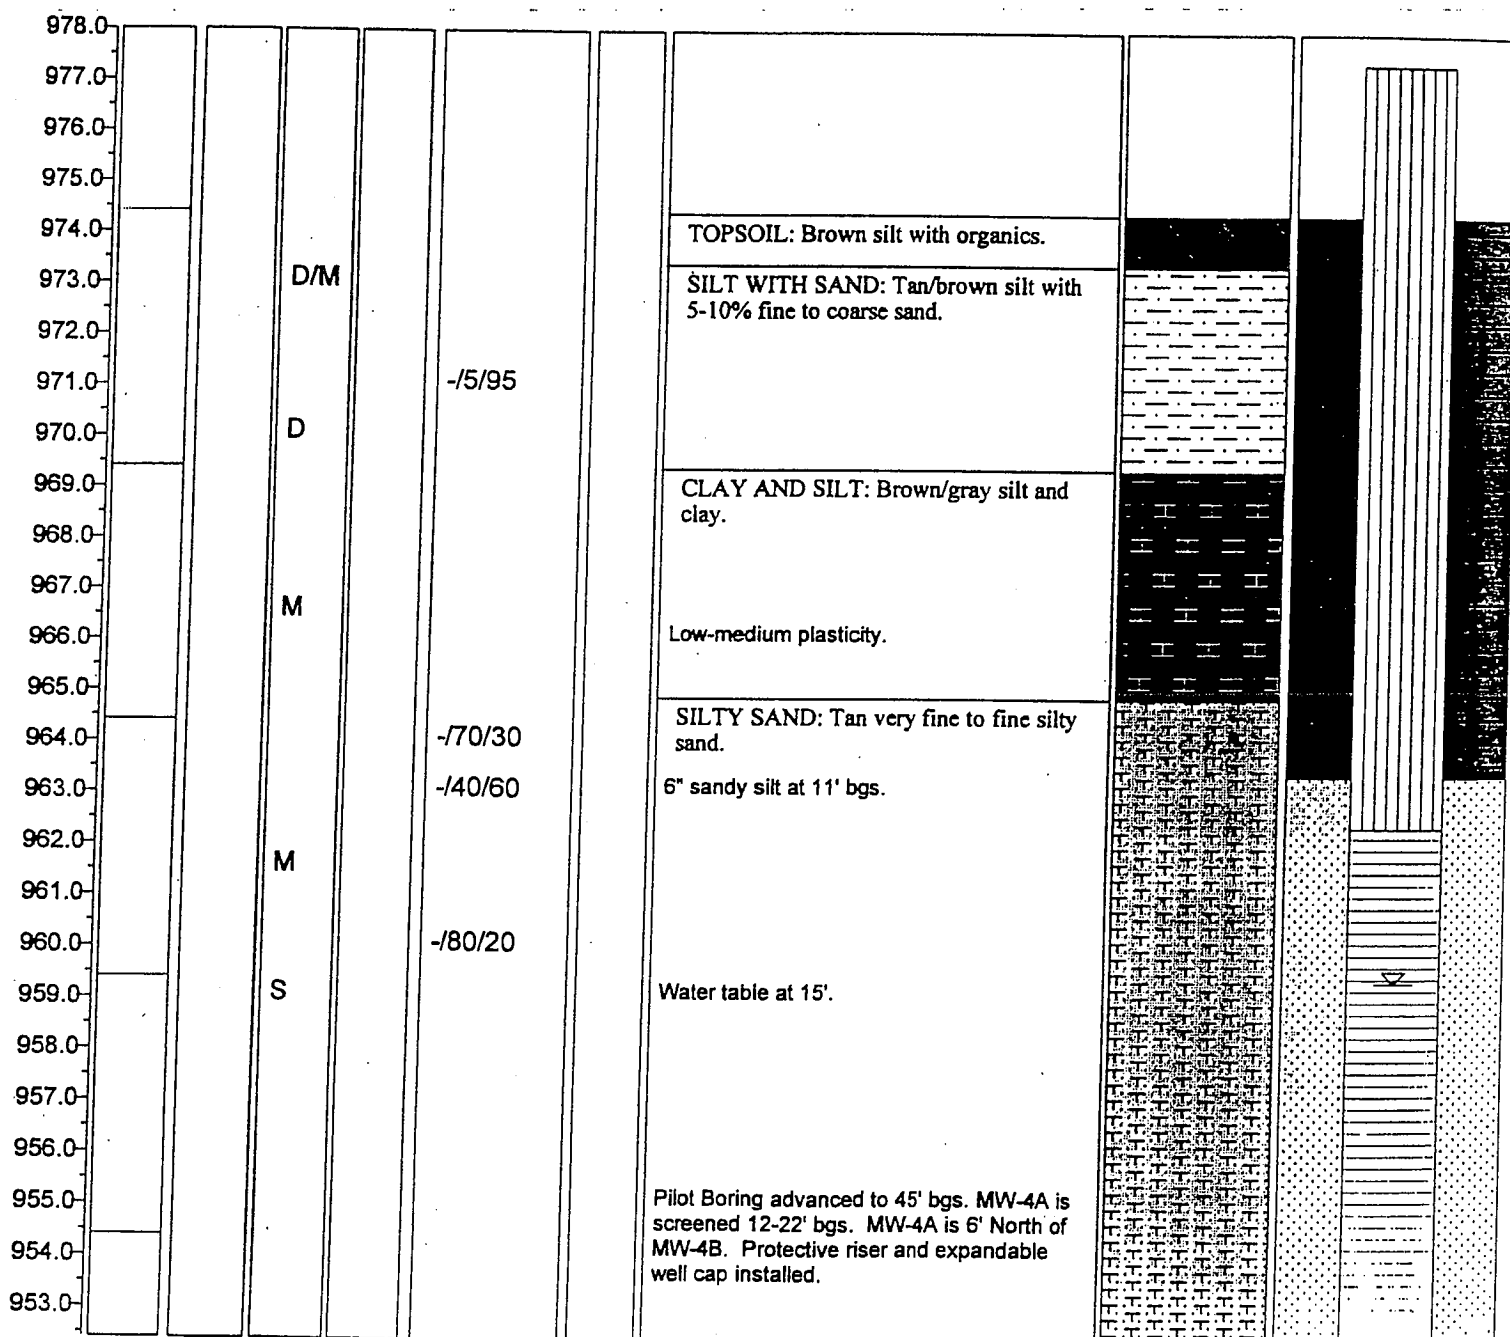 978.0
977.0
976.0
975.0
974.0
TOPSOIL: Brown silt with organics.
973.0
D/M
SILT WITH SAND: Tan/brown silt with
5-10% fine to coarse sand.
972.0
971.0
-/5/95
970.0
D
969.0
CLAY AND SILT: Brown/gray silt and
clay.
968.0
967.0
M
966.0
Low-medium plasticity.
965.0
SILTY SAND: Tan very fine to fine silty
sand.
964.0
-/70/30
963.0
-/40/60
6" sandy silt at 11' bgs.
962.0
M
961.0
960.0
-/80/20
959.0
S
Water table at 15'.
958.0
957.0
956.0
955.0
Pilot Boring advanced to 45' bgs. MW-4A is
screened 12-22' bgs. MW-4A is 6' North of
MW-4B. Protective riser and expandable
well cap installed.
954.0
953.0